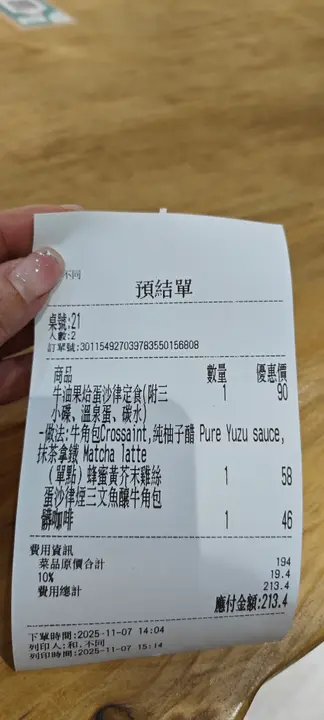 不同
預結單
桌號:21
人數:2
訂單號:301154927039783550156808
商品 數量 優惠價
牛油果焓蛋沙律定食(附三 1 90
小碟、溫泉蛋、碳水)
-做法:牛角包Crossaint,純柚子醋 Pure Yuzu sauce,
抹茶拿鐵 Matcha latte
(單點) 蜂蜜黃芥末雞絲 1 58
蛋沙律煙三文魚釀牛角包
髒咖啡 1 46
費用資訊
菜品原價合計 194
10% 19.4
費用總計 213.4
應付金額:213.4
下單時間:2025-11-07 14:04
列印人:和.不同
列印時間:2025-11-07 15:14